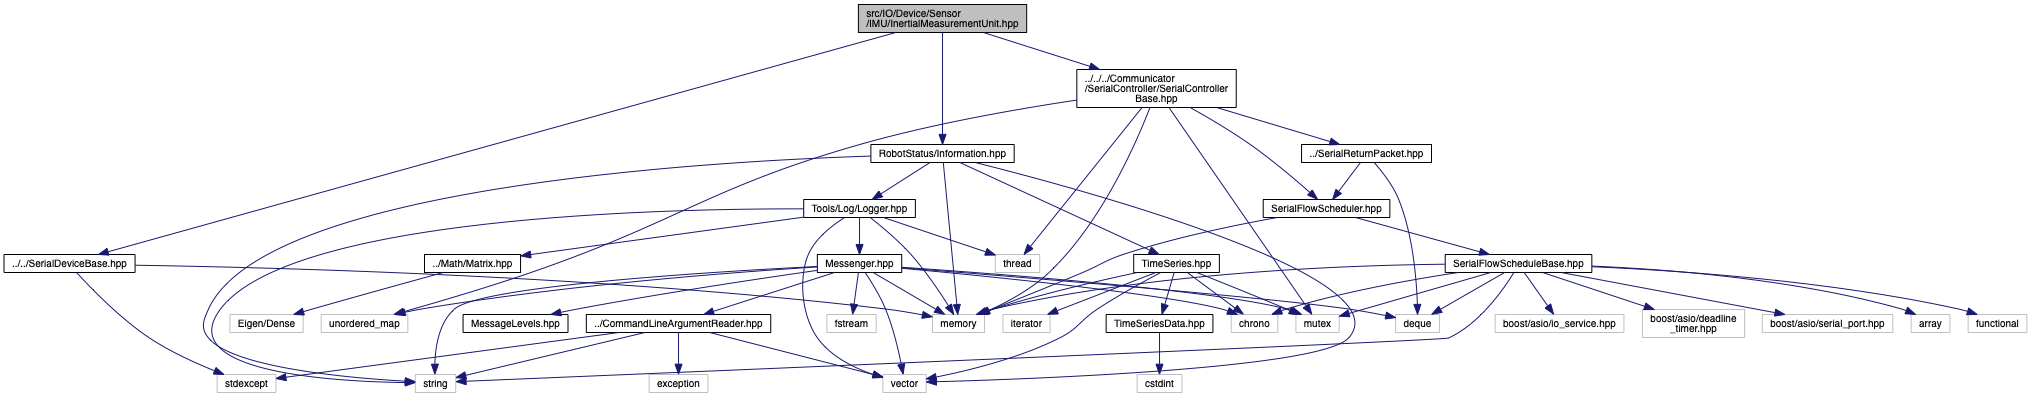 src/IO/Device/Sensor
/IMU/InertialMeasurementUnit.hpp
../../../Communicator
/SerialController/SerialController
Base.hpp
RobotStatus/Information.hpp
../SerialReturnPacket.hpp
Tools/Log/Logger.hpp
SerialFlowScheduler.hpp
../../SerialDeviceBase.hpp
../Math/Matrix.hpp
Messenger.hpp
thread
TimeSeries.hpp
SerialFlowScheduleBase.hpp
Eigen/Dense
unordered_map
MessageLevels.hpp
../CommandLineArgumentReader.hpp
fstream
memory
iterator
TimeSeriesData.hpp
chrono
mutex
deque
boost/asio/io_service.hpp
boost/asio/deadline
_timer.hpp
boost/asio/serial_port.hpp
array
functional
stdexcept
string
exception
vector
cstdint